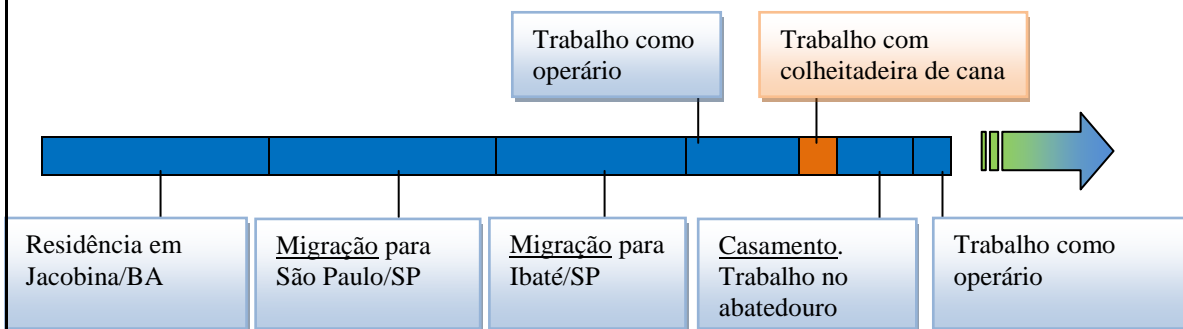 Trabalho como
operário
Trabalho com
colheitadeira de cana
Residência em
Jacobina/BA
Migração para
São Paulo/SP
Migração para
Ibaté/SP
Casamento.
Trabalho no
abatedouro
Trabalho como
operário